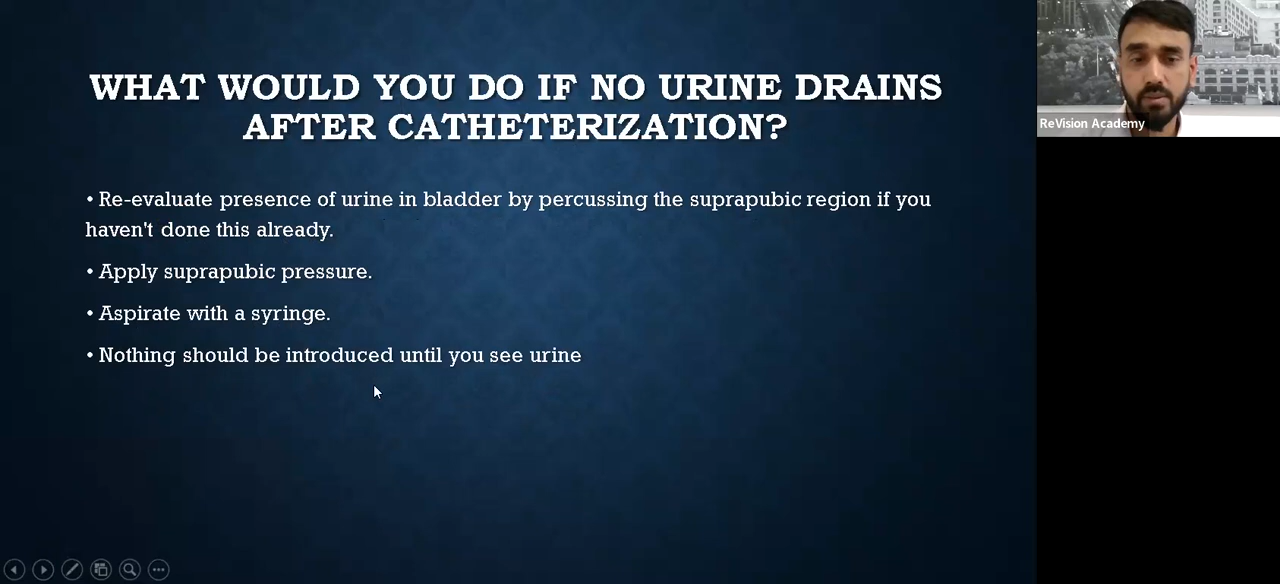 WHAT WOULD YOU DO IF NO URINE DRAINS
AFTER CATHETERIZATION?
• Re-evaluate presence of urine in bladder by percussing the suprapubic region if you
haven't done this already.
• Apply suprapubic pressure.
• Aspirate with a syringe.
• Nothing should be introduced until you see urine
ReVision Academy